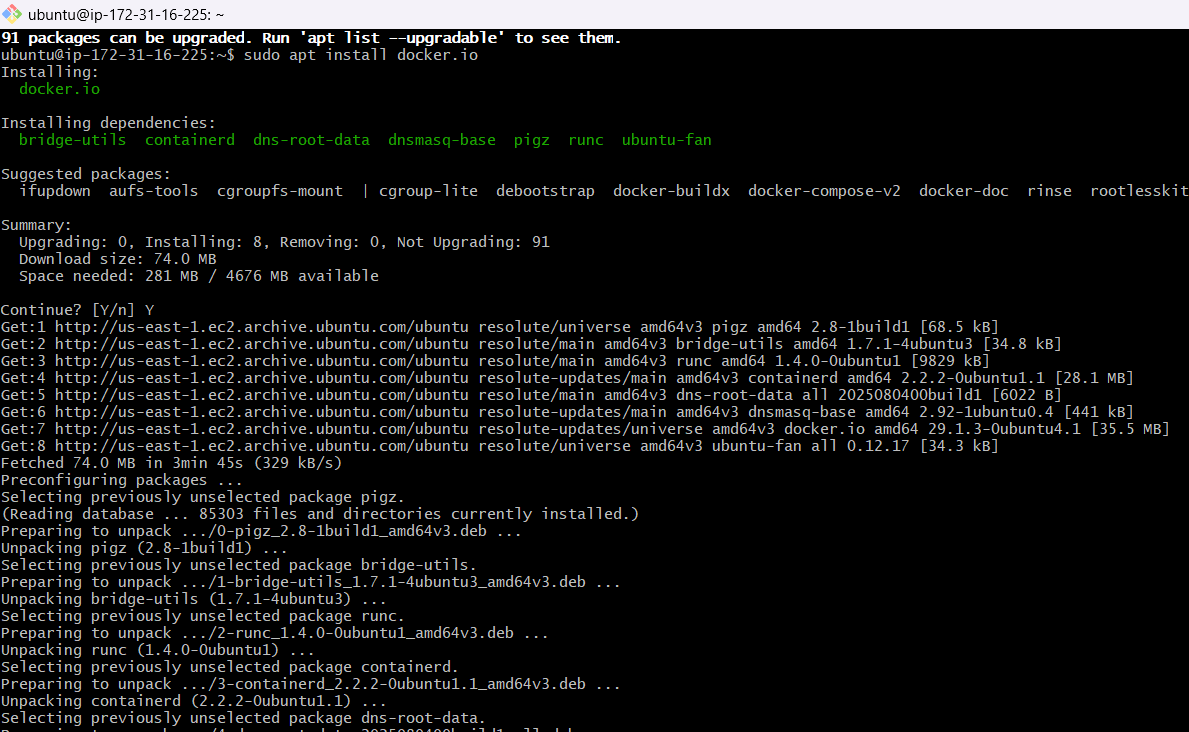 ubuntu@ip-172-31-16-225: ~
91 packages can be upgraded. Run 'apt list --upgradable' to see them.
ubuntu@ip-172-31-16-225:~$ sudo apt install docker.io
Installing:
  docker.io

Installing dependencies:
  bridge-utils  containerd  dns-root-data  dnsmasq-base  pigz  runc  ubuntu-fan

Suggested packages:
  ifupdown  aufs-tools  cgroupfs-mount  | cgroup-lite  debootstrap  docker-buildx  docker-compose-v2  docker-doc  rinse  rootlesskit

Summary:
  Upgrading: 0, Installing: 8, Removing: 0, Not Upgrading: 91
  Download size: 74.0 MB
  Space needed: 281 MB / 4676 MB available

Continue? [Y/n] Y
Get:1 http://us-east-1.ec2.archive.ubuntu.com/ubuntu resolute/universe amd64v3 pigz amd64 2.8-1build1 [68.5 kB]
Get:2 http://us-east-1.ec2.archive.ubuntu.com/ubuntu resolute/main amd64v3 bridge-utils amd64 1.7.1-4ubuntu3 [34.8 kB]
Get:3 http://us-east-1.ec2.archive.ubuntu.com/ubuntu resolute/main amd64v3 runc amd64 1.4.0-0ubuntu1 [9829 kB]
Get:4 http://us-east-1.ec2.archive.ubuntu.com/ubuntu resolute-updates/main amd64v3 containerd amd64 2.2.2-0ubuntu1.1 [28.1 MB]
Get:5 http://us-east-1.ec2.archive.ubuntu.com/ubuntu resolute/main amd64v3 dns-root-data all 2025080400build1 [6022 B]
Get:6 http://us-east-1.ec2.archive.ubuntu.com/ubuntu resolute-updates/main amd64v3 dnsmasq-base amd64 2.92-1ubuntu0.4 [441 kB]
Get:7 http://us-east-1.ec2.archive.ubuntu.com/ubuntu resolute-updates/universe amd64v3 docker.io amd64 29.1.3-0ubuntu4.1 [35.5 MB]
Get:8 http://us-east-1.ec2.archive.ubuntu.com/ubuntu resolute/universe amd64v3 ubuntu-fan all 0.12.17 [34.3 kB]
Fetched 74.0 MB in 3min 45s (329 kB/s)
Preconfiguring packages ...
Selecting previously unselected package pigz.
(Reading database ... 85303 files and directories currently installed.)
Preparing to unpack .../0-pigz_2.8-1build1_amd64v3.deb ...
Unpacking pigz (2.8-1build1) ...
Selecting previously unselected package bridge-utils.
Preparing to unpack .../1-bridge-utils_1.7.1-4ubuntu3_amd64v3.deb ...
Unpacking bridge-utils (1.7.1-4ubuntu3) ...
Selecting previously unselected package runc.
Preparing to unpack .../2-runc_1.4.0-0ubuntu1_amd64v3.deb ...
Unpacking runc (1.4.0-0ubuntu1) ...
Selecting previously unselected package containerd.
Preparing to unpack .../3-containerd_2.2.2-0ubuntu1.1_amd64v3.deb ...
Unpacking containerd (2.2.2-0ubuntu1.1) ...
Selecting previously unselected package dns-root-data.